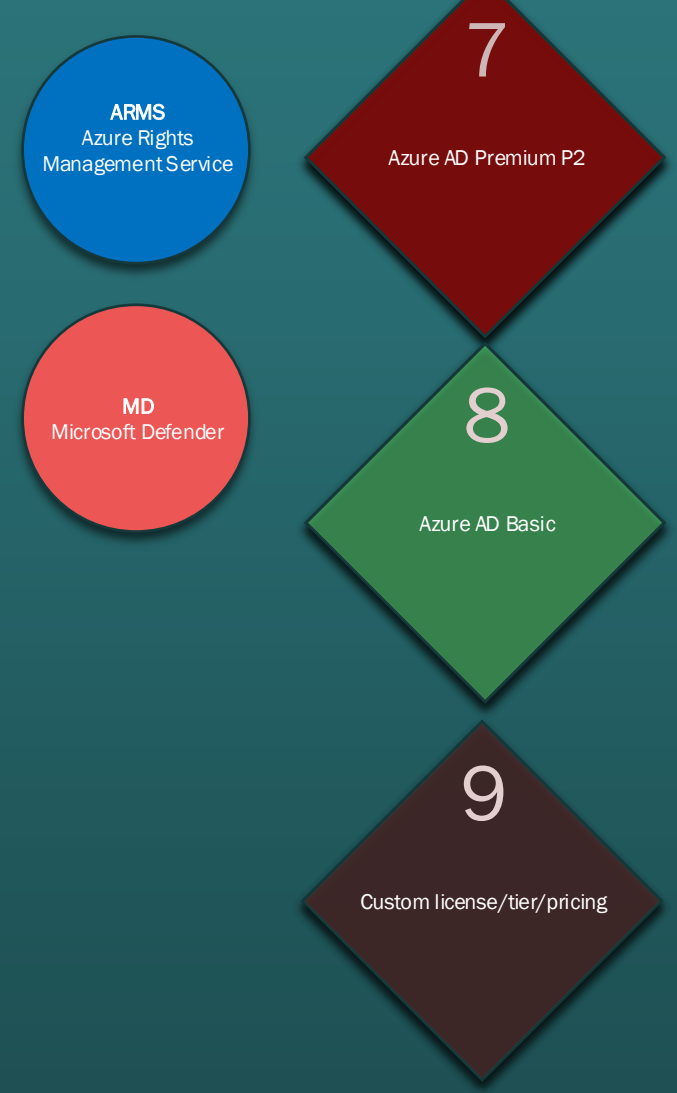 ARMS
Azure Rights
Management Service
MD
Microsoft Defender
7
Azure AD Premium P2
8
Azure AD Basic
9
Custom license/tier/pricing